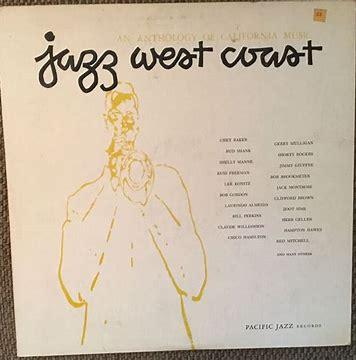 AN ANTHOLOGY OF CALIFORNIA MUSIC
jazz west coast
CHET BAKER
BUD SHANK
SHELLY MANNE
RUSS FREEMAN
LEE KONITZ
BOB GORDON
LAURINDO ALMEIDA
BILL PERKINS
CLAUDE WILLIAMSON
CHICO HAMILTON
GERRY MULLIGAN
SHORTY ROGERS
JIMMY GIUFFRE
BOB BROOKMEYER
JACK MONTROSE
CLIFFORD BROWN
ZOOT SIMS
HERB GELLER
HAMPTON HAWES
RED MITCHELL
AND MANY OTHERS
PACIFIC JAZZ RECORDS